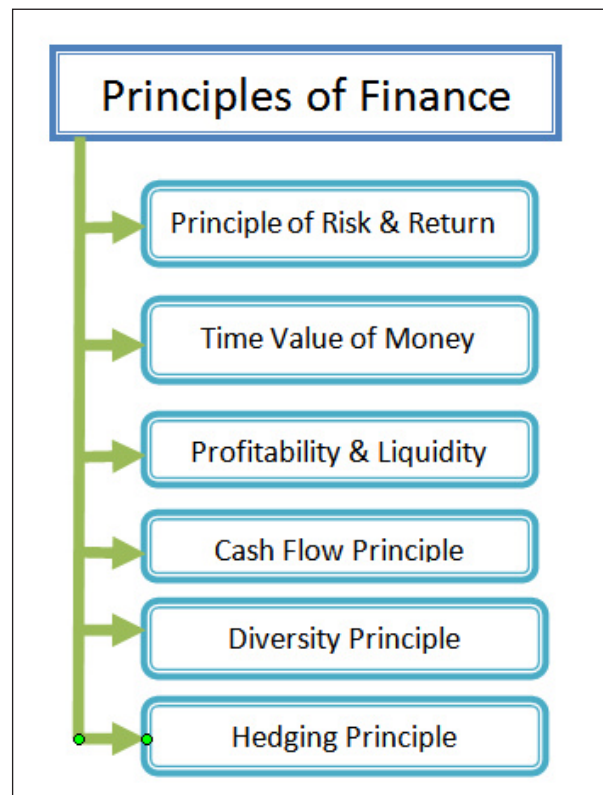 Principles of Finance
Principle of Risk & Return
Time Value of Money
Profitability & Liquidity
Cash Flow Principle
Diversity Principle
Hedging Principle